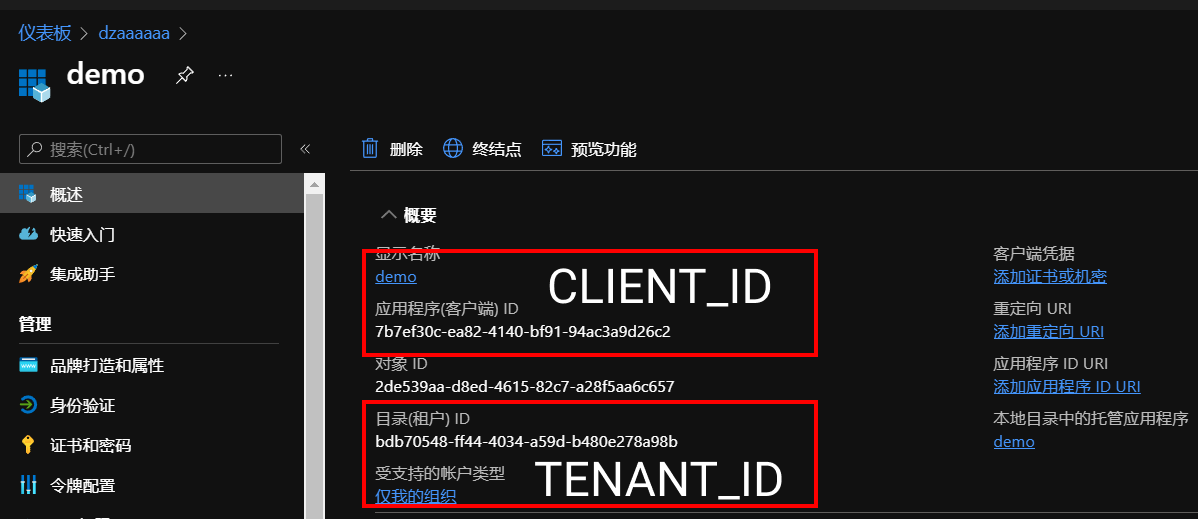 仪表板 > dzaaaaaa >
demo
搜索(Ctrl+/)
概述
快速入门
集成助手
管理
品牌打造和属性
身份验证
证书和密码
令牌配置
删除 终结点 预览功能
概要
显示名称
demo
CLIENT_ID
应用程序(客户端) ID
7b7ef30c-ea82-4140-bf91-94ac3a9d26c2
对象 ID
2de539aa-d8ed-4615-82c7-a28f5aa6c657
目录(租户) ID
bdb70548-ff44-4034-a59d-b480e278a98b
受支持的帐户类型
TENANT_ID
仅我的组织
客户端凭据
添加证书或机密
重定向 URI
添加重定向 URI
应用程序 ID URI
添加应用程序 ID URI
本地目录中的托管应用程序
demo